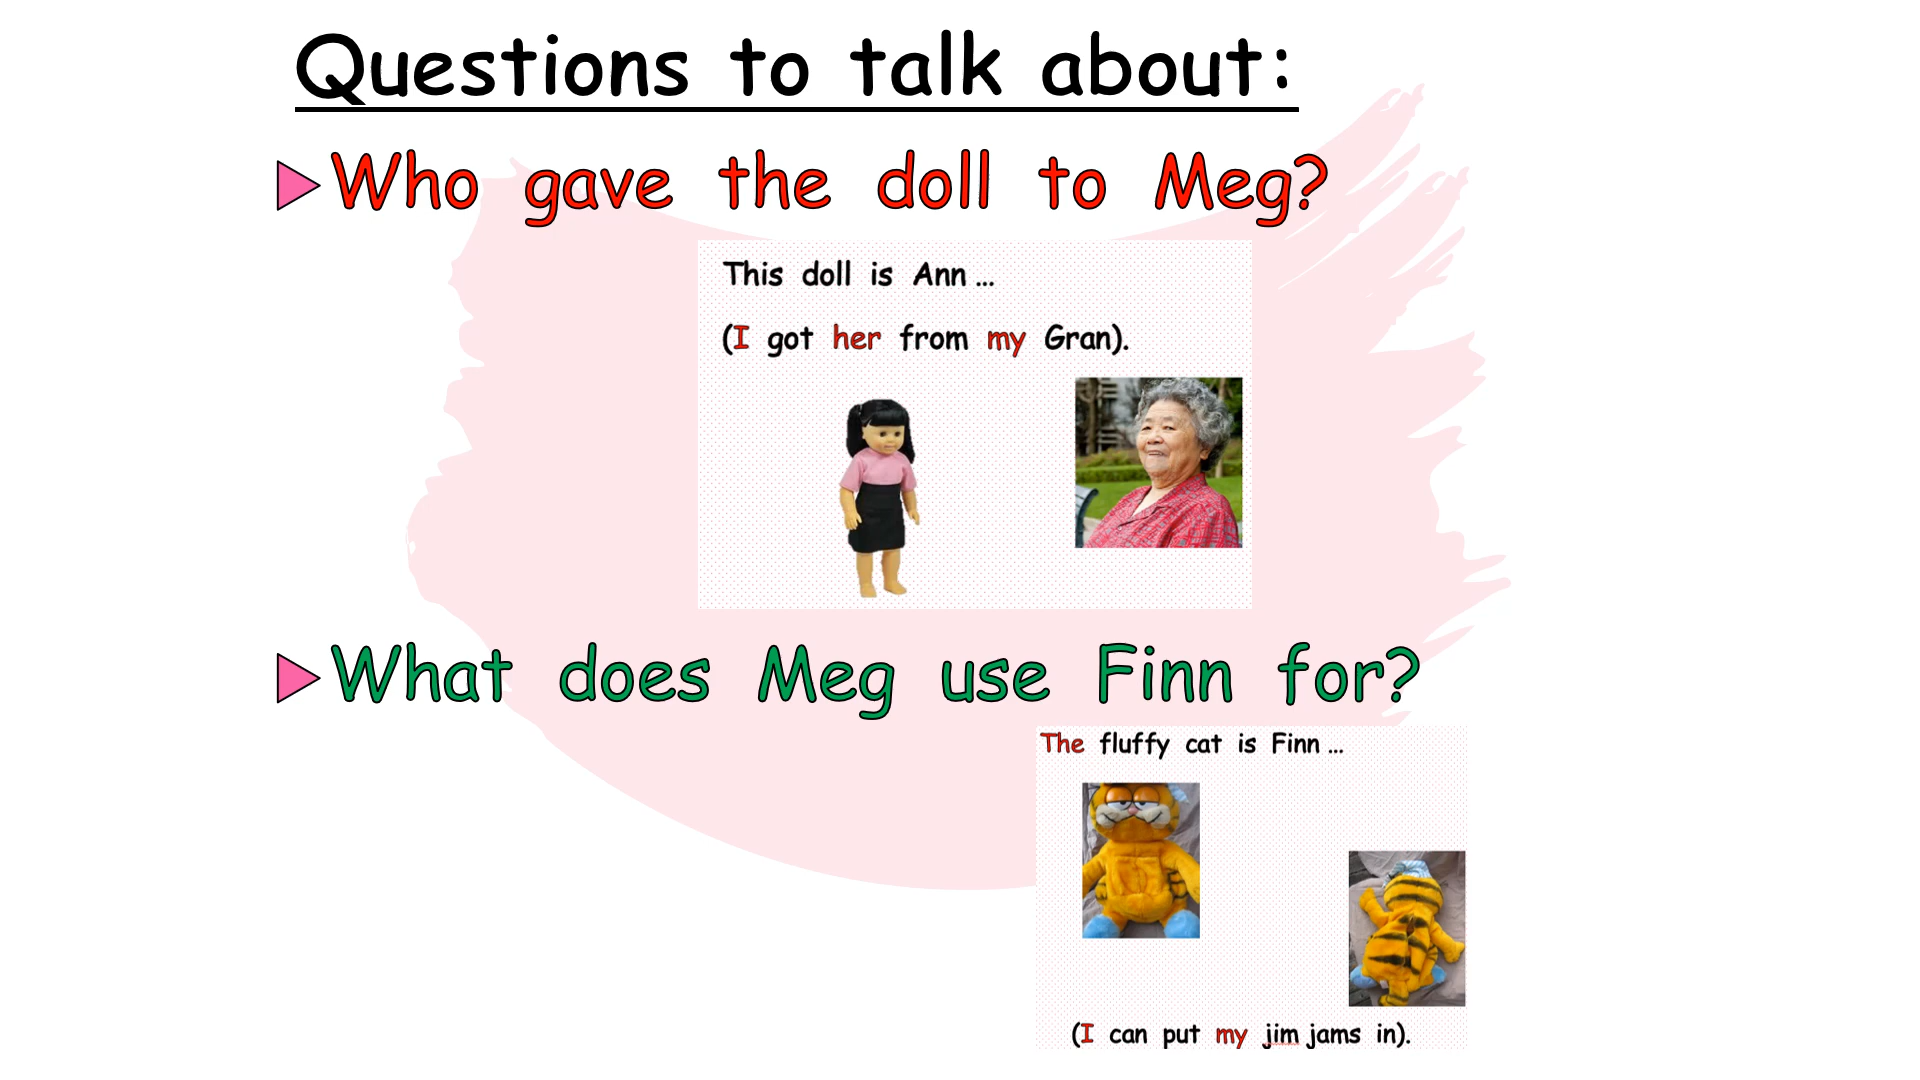 Questions to talk about:
Who gave the doll to Meg?
This doll is Ann ...
(I got her from my Gran).
What does Meg use Finn for?
The fluffy cat is Finn ...
(I can put my jim jams in).